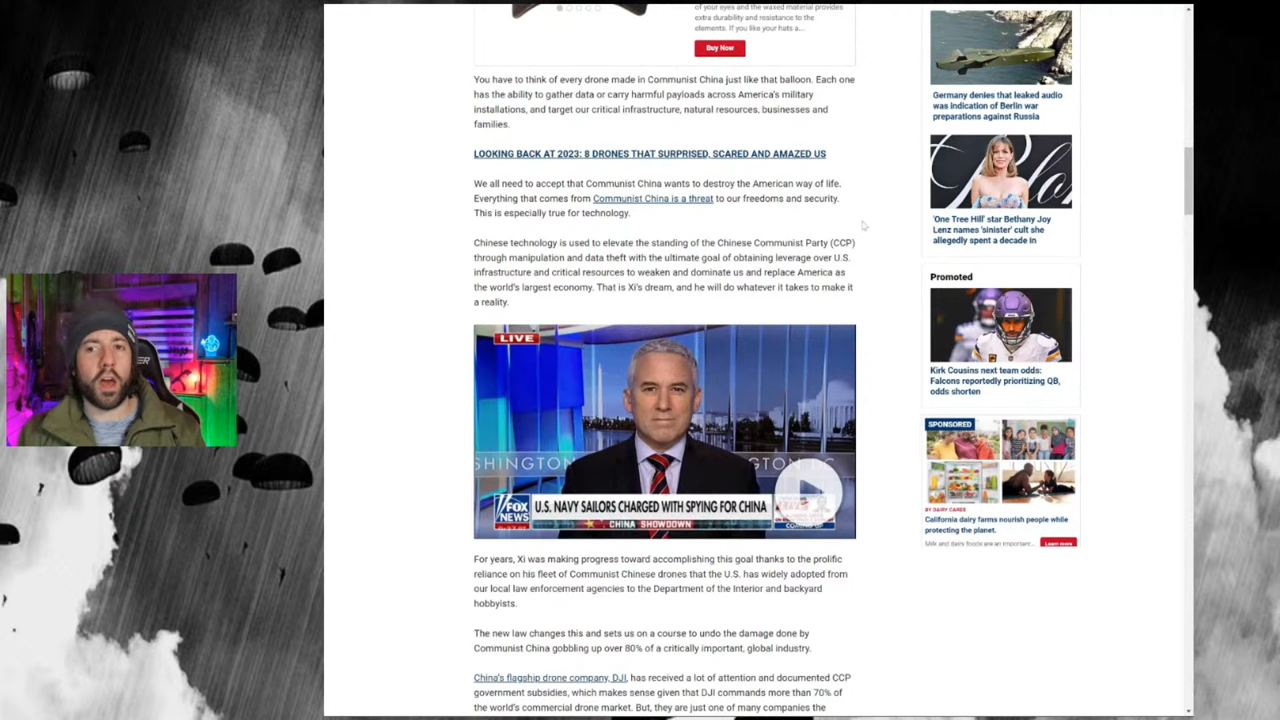 of your eyes and the waxed material provides
extra durability and resistance to the
elements. If you like your hats a...
Buy Now
You have to think of every drone made in Communist China just like that balloon. Each one
has the ability to gather data or carry harmful payloads across America's military
installations, and target our critical infrastructure, natural resources, businesses and
families.
LOOKING BACK AT 2023: 8 DRONES THAT SURPRISED, SCARED AND AMAZED US
We all need to accept that Communist China wants to destroy the American way of life.
Everything that comes from Communist China is a threat to our freedoms and security.
This is especially true for technology.
Chinese technology is used to elevate the standing of the Chinese Communist Party (CCP)
through manipulation and data theft with the ultimate goal of obtaining leverage over U.S.
infrastructure and critical resources to weaken and dominate us and replace America as
the world's largest economy. That is Xi's dream, and he will do whatever it takes to make it
a reality.
LIVE
SHINGTON
GTON D.C.
FOX
NEWS
U.S. NAVY SAILORS CHARGED WITH SPYING FOR CHINA
CHINA SHOWDOWN
COMING UP
For years, Xi was making progress toward accomplishing this goal thanks to the prolific
reliance on his fleet of Communist Chinese drones that the U.S. has widely adopted from
our local law enforcement agencies to the Department of the Interior and backyard
hobbyists.
The new law changes this and sets us on a course to undo the damage done by
Communist China gobbling up over 80% of a critically important, global industry.
China's flagship drone company, DJI, has received a lot of attention and documented CCP
government subsidies, which makes sense given that DJI commands more than 70% of
the world's commercial drone market. But, they are just one of many companies the
Germany denies that leaked audio
was indication of Berlin war
preparations against Russia
'One Tree Hill' star Bethany Joy
Lenz names 'sinister' cult she
allegedly spent a decade in
Promoted
Kirk Cousins next team odds:
Falcons reportedly prioritizing QB,
odds shorten
SPONSORED
BY DAIRY CARES
California dairy farms nourish people while
protecting the planet.
Milk and dairy foods are an important...
Learn more